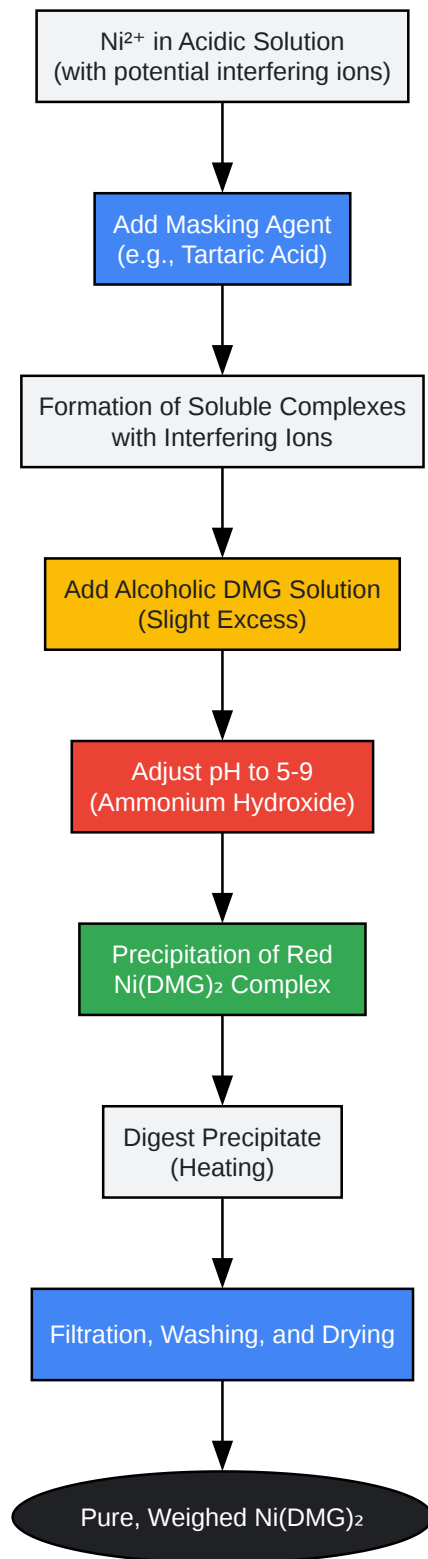 Ni²⁺ in Acidic Solution
(with potential interfering ions)
Add Masking Agent
(e.g., Tartaric Acid)
Formation of Soluble Complexes
with Interfering Ions
Add Alcoholic DMG Solution
(Slight Excess)
Adjust pH to 5-9
(Ammonium Hydroxide)
Precipitation of Red
Ni(DMG)₂ Complex
Digest Precipitate
(Heating)
Filtration, Washing, and Drying
Pure, Weighed Ni(DMG)₂